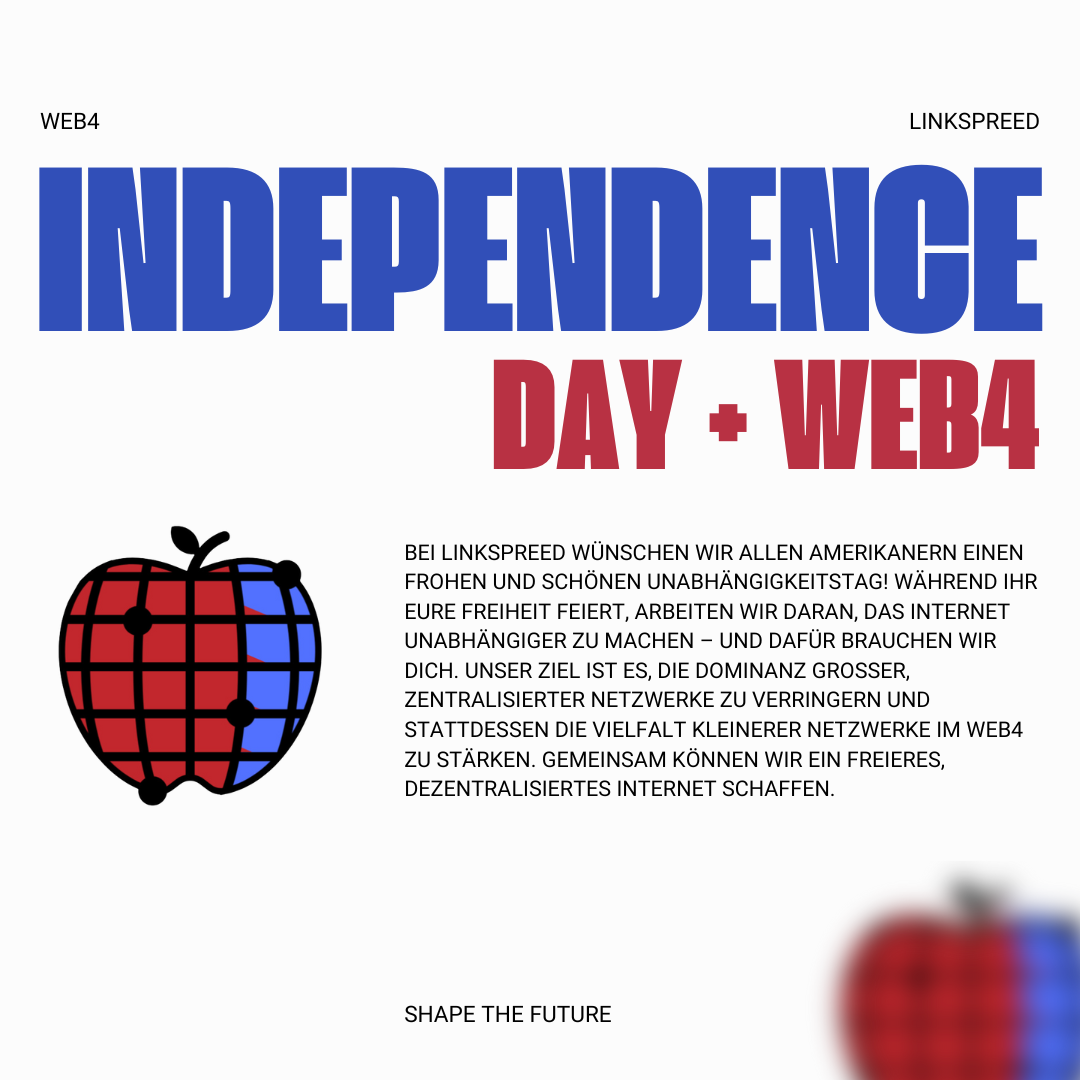 WEB4
LINKSPREED
INDEPENDENCE
DAY + WEB4
BEI LINKSPREED WÜNSCHEN WIR ALLEN AMERIKANERN EINEN
FROHEN UND SCHÖNEN UNABHÄNGIGKEITSTAG! WÄHREND IHR
EURE FREIHEIT FEIERT, ARBEITEN WIR DARAN, DAS INTERNET
UNABHÄNGIGER ZU MACHEN – UND DAFÜR BRAUCHEN WIR
DICH. UNSER ZIEL IST ES, DIE DOMINANZ GROSSER,
ZENTRALISIERTER NETZWERKE ZU VERRINGERN UND
STATTDESSEN DIE VIELFALT KLEINERER NETZWERKE IM WEB4
ZU STÄRKEN. GEMEINSAM KÖNNEN WIR EIN FREIERES,
DEZENTRALISIERTES INTERNET SCHAFFEN.
SHAPE THE FUTURE